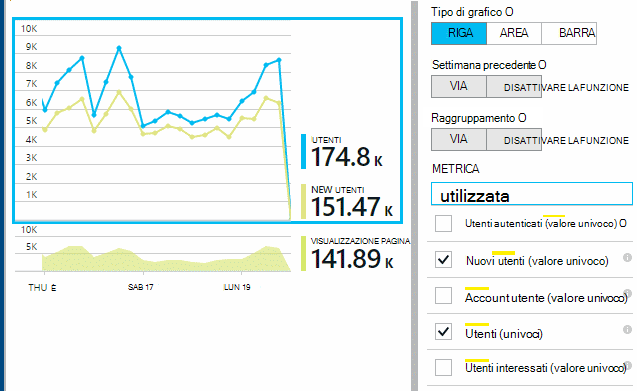 10K
9K
8K
7K
6K
5K
4K
3K
2K
1K
UTENTI
174.8 K
NEW UTENTI
151.47 K
10K
5K
VISUALIZZAZIONE PAGINA
141.89 K
THU È
SAB 17
LUN 19
Tipo di grafico O
RIGA
AREA
BARRA
Settimana precedente O
VIA
DISATTIVARE LA FUNZIONE
Raggruppamento O
VIA
DISATTIVARE LA FUNZIONE
METRICA
utilizzata
Utenti autenticati (valore univoco) O
Nuovi utenti (valore univoco)
Account utente (valore univoco)
Utenti (univoci)
Utenti interessati (valore univoco)